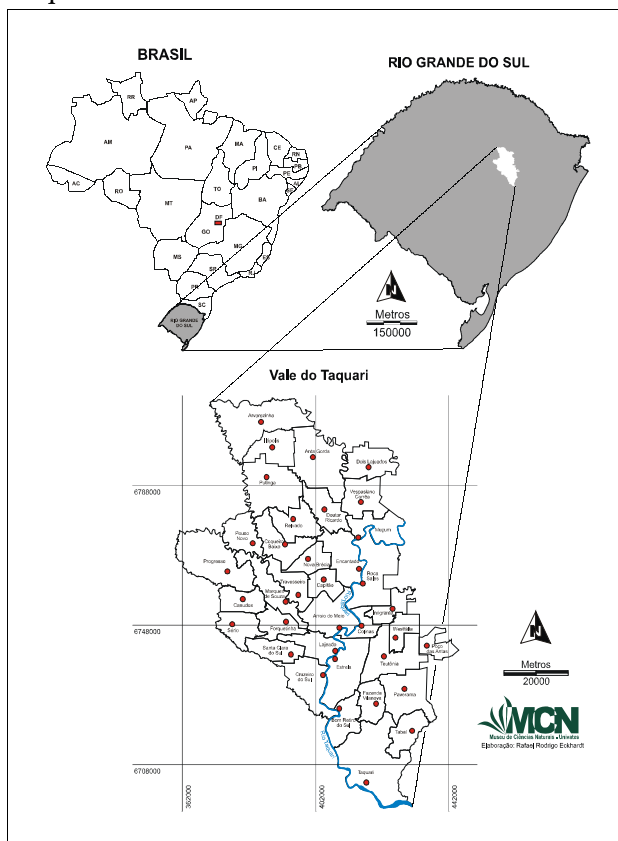 BRASIL
RIO GRANDE DO SUL
RR
AP
AM
PA
MA
CE
RN
PB
PI
PE
AC
RO
TO
BA
MT
DF
GO
MG
ES
MS
SP
RJ
PR
SC
RIO GRANDE
DO SUL
N
Metros
150000
Vale do Taquari
Arvorezinha
Ilópolis
Anta Gorda
Dois Lajeados
Putinga
6788000
Vespasiano
Corrêa
Doutor
Ricardo
Relvado
Muçum
Pouso
Novo
Coqueiro
Baixo
Encantado
Nova Bréscia
Roca
Sales
Progresso
Travesseiro
Capitão
Marques
de Souza
Canudos
Imigrante
Arroio do Meio
Forquetinha
6748000
Sério
Colinas
Westfália
Poço
das Antas
Lajeado
Santa Clara
do Sul
Estrela
Teutônia
Cruzeiro
do Sul
Fazenda
Vilanova
Paverama
Bom Retiro
do Sul
Tabaí
Rio Taquari
Taquari
6708000
362000
402000
442000
N
Metros
20000
MCN
Museu de Ciências Naturais - Univates
Elaboração: Rafael Rodrigo Eckhardt